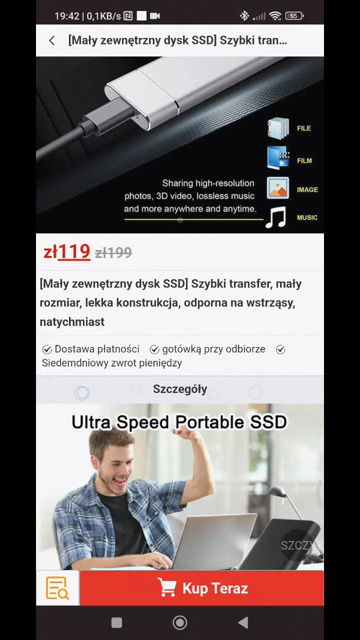 19:42 | 0,1KB/s
55
[Mały zewnętrzny dysk SSD] Szybki tran...
FILE
FILM
Sharing high-resolution
photos, 3D video, lossless music
and more anywhere and anytime.
IMAGE
MUSIC
zł119 zł199
[Mały zewnętrzny dysk SSD] Szybki transfer, mały
rozmiar, lekka konstrukcja, odporna na wstrząsy,
natychmiast
Dostawa płatności gotówką przy odbiorze
Siedemdniowy zwrot pieniędzy
Szczegóły
Ultra Speed Portable SSD
Kup Teraz